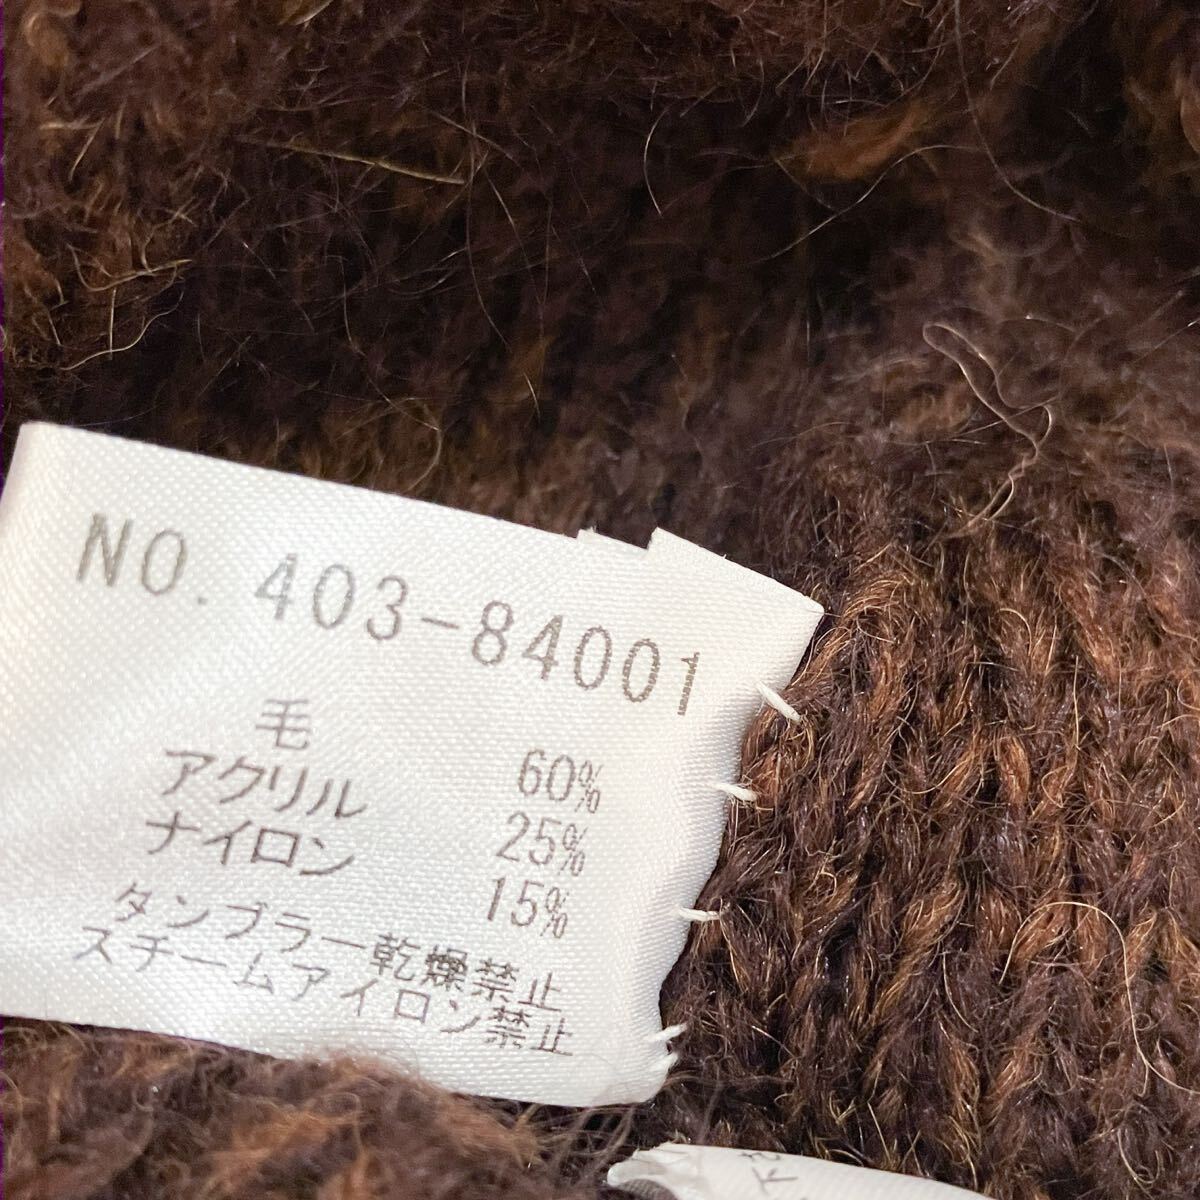 NO. 403-84001
毛 60%
アクリル 25%
ナイロン 15%
タンブラー乾燥禁止
スチームアイロン禁止